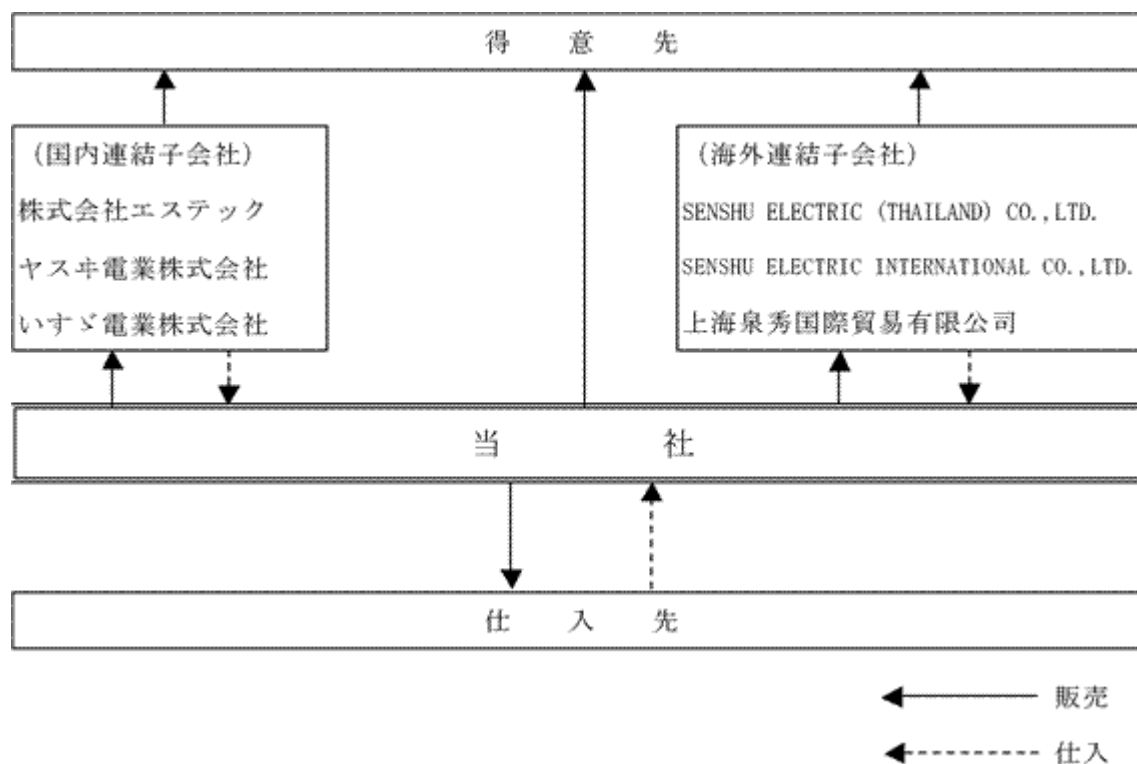 得意先
(国内連結子会社)
株式会社エステック
ヤスヰ電業株式会社
いすゞ電業株式会社
(海外連結子会社)
SENSHU ELECTRIC (THAILAND) CO.,LTD.
SENSHU ELECTRIC INTERNATIONAL CO.,LTD.
上海泉秀国際貿易有限公司
当社
仕入先
販売
仕入